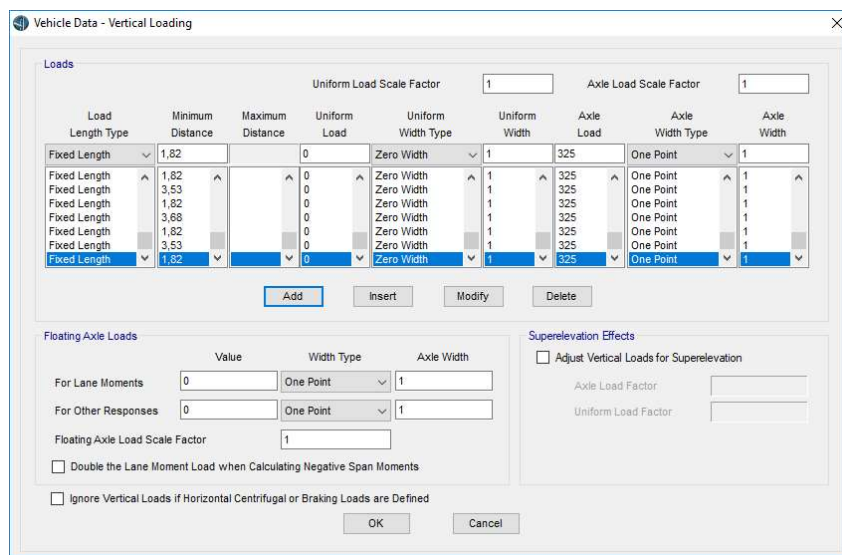 Vehicle Data - Vertical Loading
Loads
Uniform Load Scale Factor 1 Axle Load Scale Factor 1
Load Minimum Maximum Uniform Uniform Uniform Axle Axle Axle
Length Type Distance Distance Load Width Type Width Load Width Type Width
Fixed Length 1,82 0 Zero Width 1 325 One Point 1
Fixed Length 1,82 0 Zero Width 1 325 One Point 1
Fixed Length 3,53 0 Zero Width 1 325 One Point 1
Fixed Length 1,82 0 Zero Width 1 325 One Point 1
Fixed Length 3,68 0 Zero Width 1 325 One Point 1
Fixed Length 1,82 0 Zero Width 1 325 One Point 1
Fixed Length 3,53 0 Zero Width 1 325 One Point 1
Fixed Length 1,82 0 Zero Width 1 325 One Point 1
Add Insert Modify Delete
Floating Axle Loads
Value Width Type Axle Width
For Lane Moments 0 One Point 1
For Other Responses 0 One Point 1
Floating Axle Load Scale Factor 1
Double the Lane Moment Load when Calculating Negative Span Moments
Superelevation Effects
Adjust Vertical Loads for Superelevation
Axle Load Factor
Uniform Load Factor
Ignore Vertical Loads if Horizontal Centrifugal or Braking Loads are Defined
OK Cancel